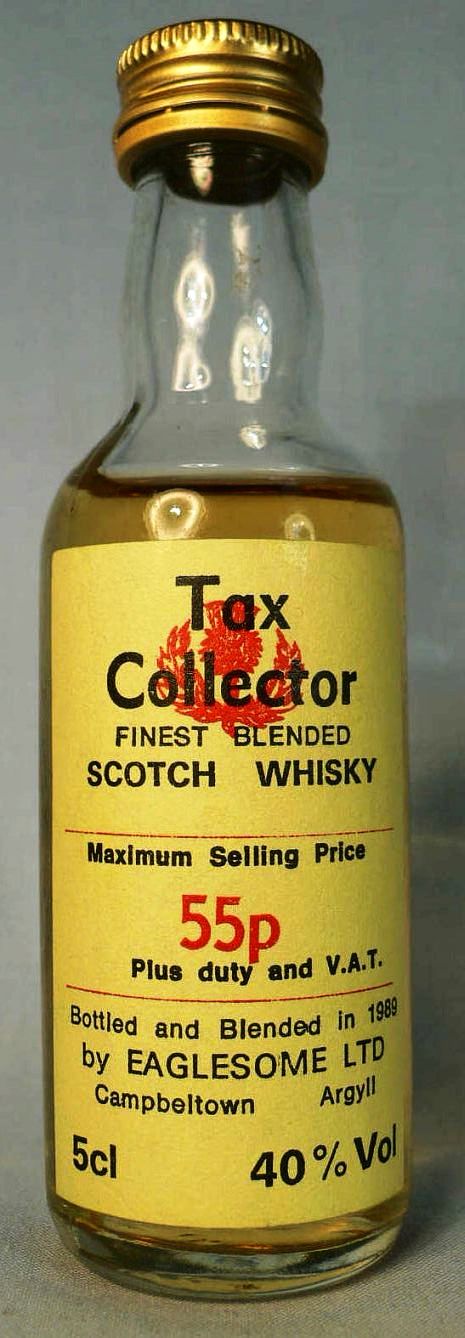 Tax
Collector
FINEST BLENDED
SCOTCH WHISKY
Maximum Selling Price
55p
Plus duty and V.A.T.
Bottled and Blended in 1989
by EAGLESOME LTD
Campbeltown Argyll
5cl 40% Vol